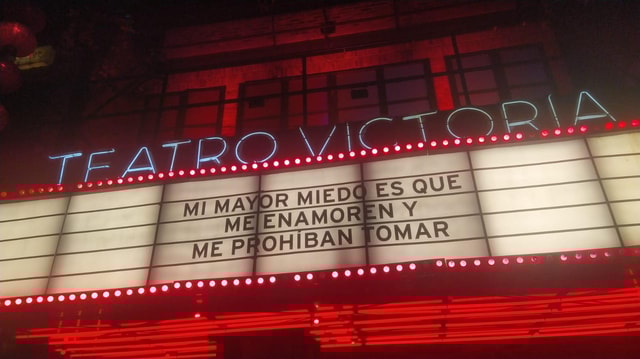 TEATRO VICTORIA
MI MAYOR MIEDO ES QUE
ME ENAMOREN Y
ME PROHÍBAN TOMAR